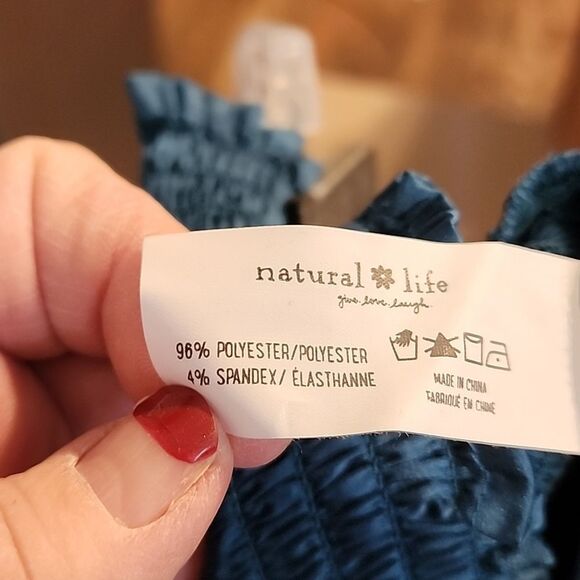 natural life
give. love. laugh.
96% POLYESTER/POLYESTER
4% SPANDEX/ ÉLASTHANNE
MADE IN CHINA
FABRIQUÉ EN CHINE